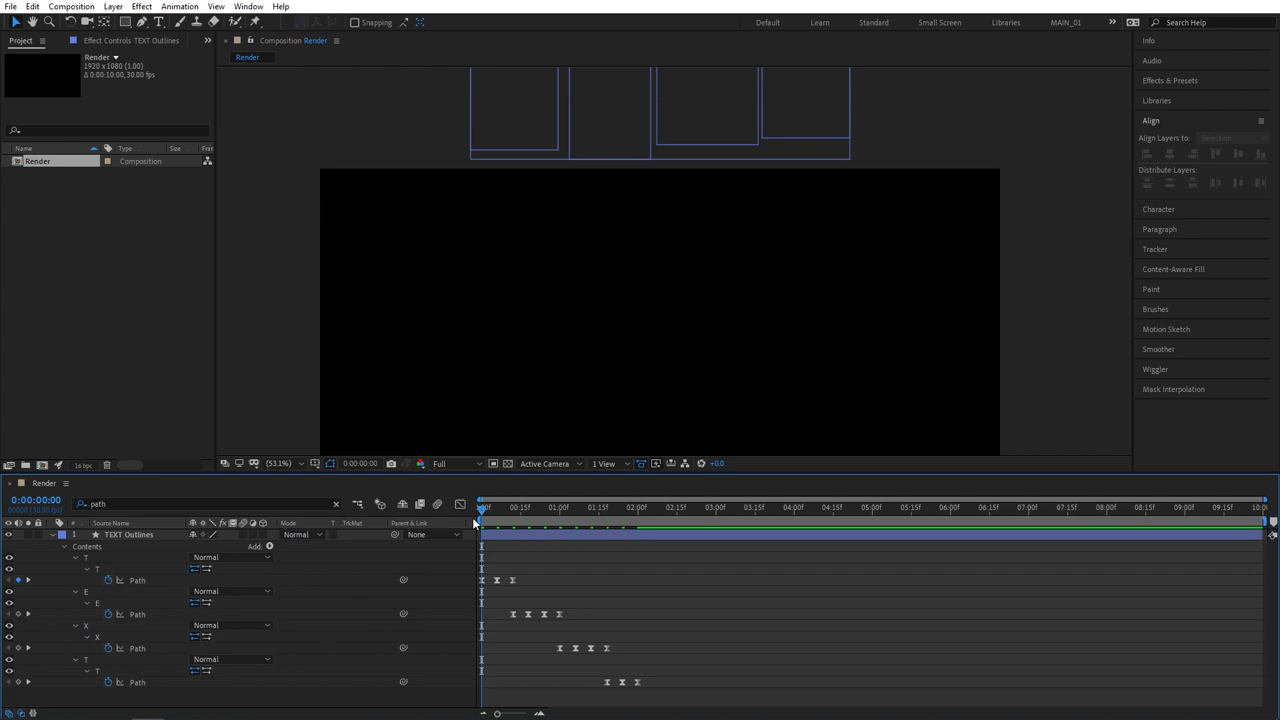 File Edit Composition Layer Effect Animation View Window Help
Snapping
Default Learn Standard Small Screen Libraries MAIN_01 Search Help
Project Effect Controls TEXT Outlines
Composition Render
Info
Render
1920 x 1080 (1.00)
Δ 0:00:10:00, 30.00 fps
Render
Audio
Effects & Presets
Libraries
Align
Align Layers to: Selection
Distribute Layers:
Name Type Size Fran
Render Composition
Character
Paragraph
Tracker
Content-Aware Fill
Paint
Brushes
Motion Sketch
Smoother
Wiggler
Mask Interpolation
16 bpc
(53.1%) 0:00:00:00 Full Active Camera 1 View +0.0
Render
0:00:00:00
00000 (30.00 fps)
path
:00f 00:15f 01:00f 01:15f 02:00f 02:15f 03:00f 03:15f 04:00f 04:15f 05:00f 05:15f 06:00f 06:15f 07:00f 07:15f 08:00f 08:15f 09:00f 09:15f 10:00
# Source Name Mode T .TrkMat Parent & Link
1 TEXT Outlines Normal None
Contents Add:
T Normal
T
Path
E Normal
E
Path
X Normal
X
Path
T Normal
T
Path